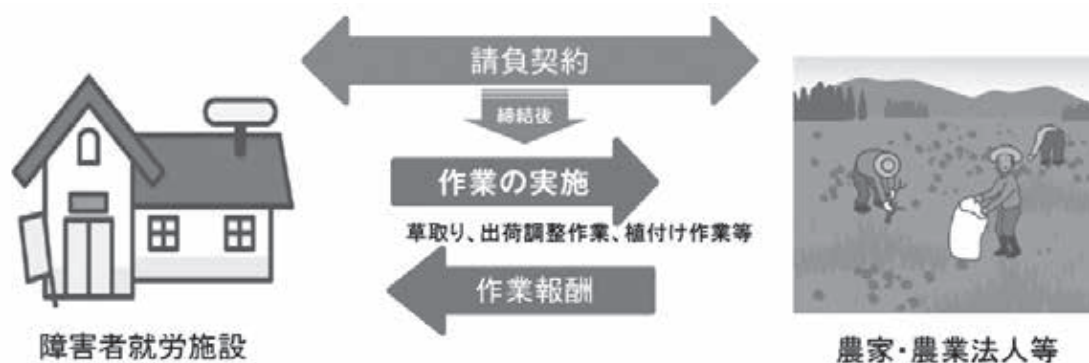 請負契約
締結後
作業の実施
草取り、出荷調整作業、植付け作業等
作業報酬
障害者就労施設
農家・農業法人等